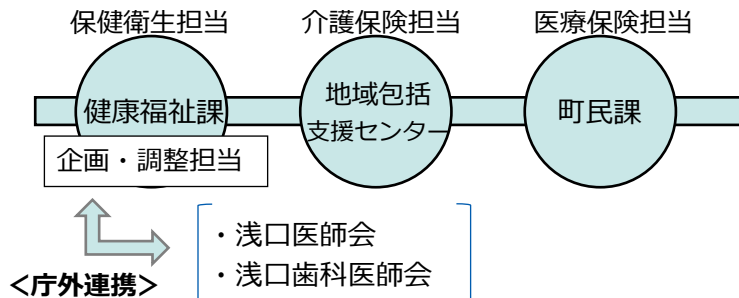 保健衛生担当
介護保険担当
医療保険担当
健康福祉課
地域包括
支援センター
町民課
企画・調整担当
・浅口医師会
・浅口歯科医師会
＜庁外連携＞